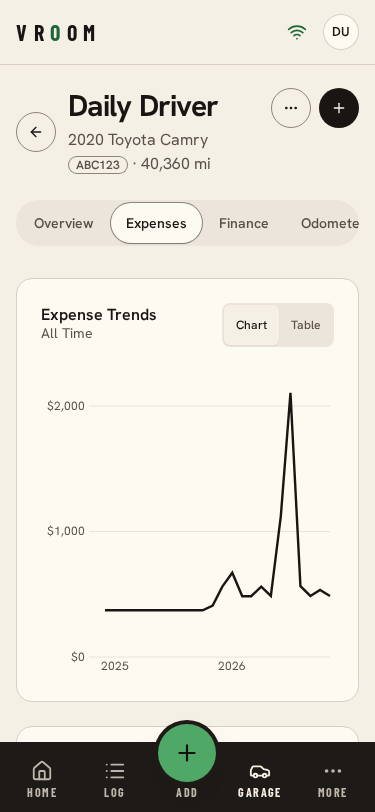 VROOM
DU
Daily Driver
2020 Toyota Camry
ABC123 · 40,360 mi
Overview
Expenses
Finance
Odomete
Expense Trends
All Time
Chart
Table
$2,000
$1,000
$0
2025
2026
HOME
LOG
ADD
GARAGE
MORE